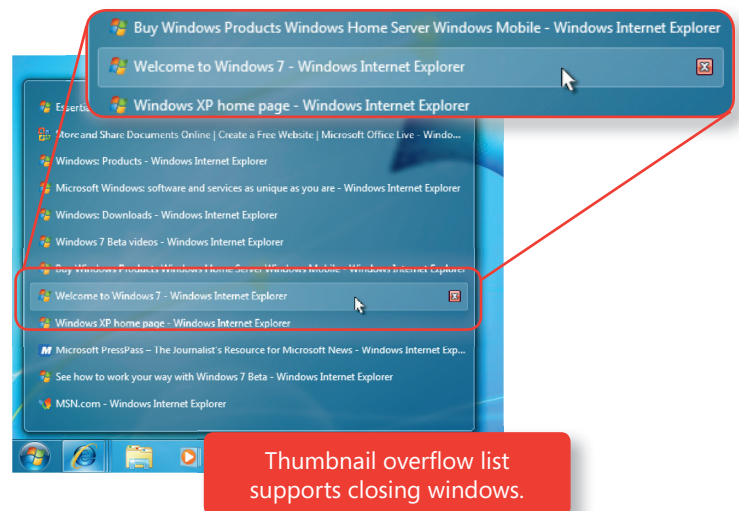 Buy Windows Products Windows Home Server Windows Mobile - Windows Internet Explorer
Welcome to Windows 7 - Windows Internet Explorer
Windows XP home page - Windows Internet Explorer
Store and Share Documents Online | Create a Free Website | Microsoft Office Live - Windo...
Windows: Products - Windows Internet Explorer
Microsoft Windows: software and services as unique as you are - Windows Internet Explorer
Windows: Downloads - Windows Internet Explorer
Windows 7 Beta videos - Windows Internet Explorer
Buy Windows Products Windows Home Server Windows Mobile - Windows Internet Explorer
Welcome to Windows 7 - Windows Internet Explorer
Windows XP home page - Windows Internet Explorer
Microsoft PressPass – The Journalist's Resource for Microsoft News - Windows Internet Exp...
See how to work your way with Windows 7 Beta - Windows Internet Explorer
MSN.com - Windows Internet Explorer
Thumbnail overflow list
supports closing windows.